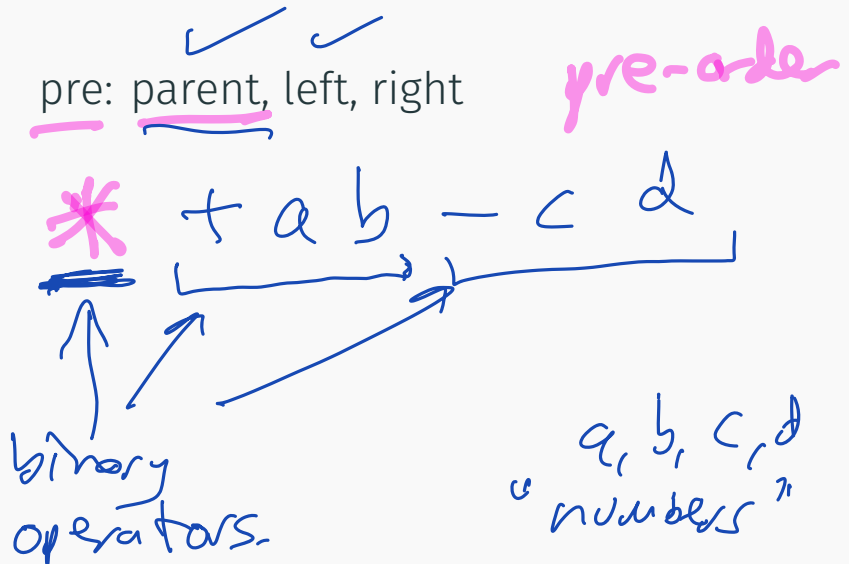 pre-order
pre: parent, left, right
* + a b - c d
a, b, c, d
binary
"numbers"
operators.